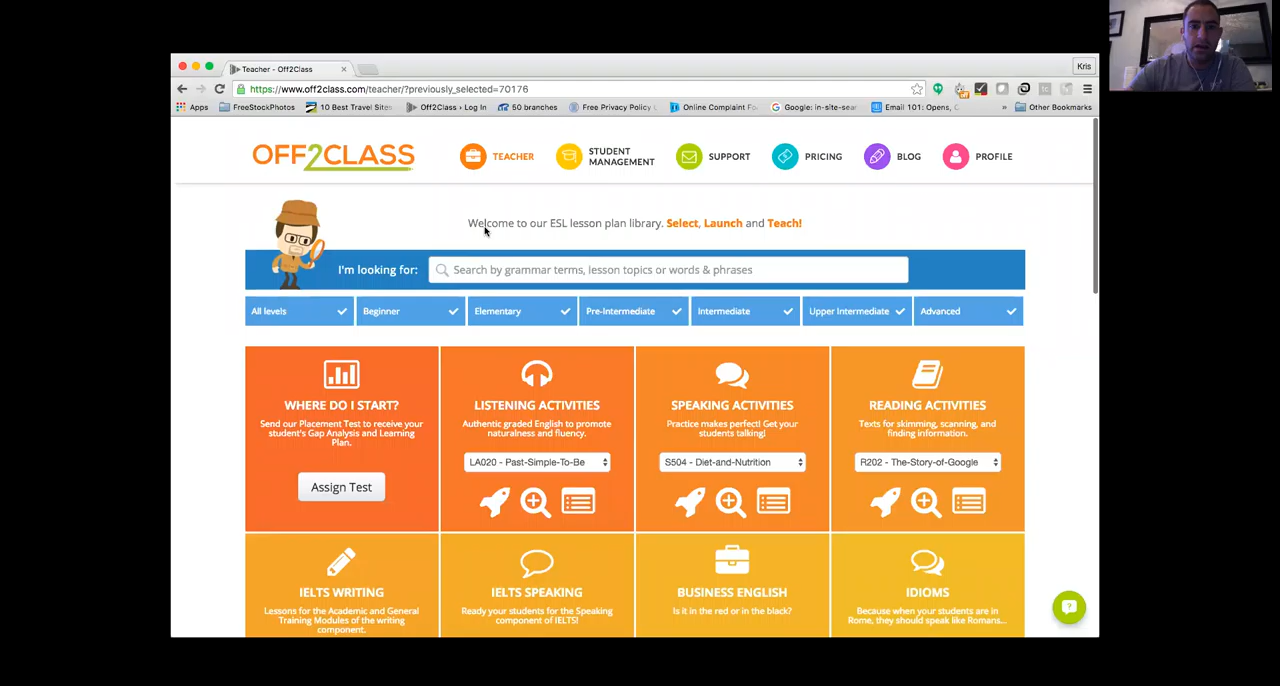 Teacher - Off2Class
Kris
https://www.off2class.com/teacher/?previously_selected=70176
Apps FreeStockPhotos 10 Best Travel Sites Off2Class › Log In 50 branches Free Privacy Policy Online Complaint Fo Google: in-site-sear Email 101: Opens, C » Other Bookmarks
OFF2CLASS
TEACHER
STUDENT
MANAGEMENT
SUPPORT
PRICING
BLOG
PROFILE
Welcome to our ESL lesson plan library. Select, Launch and Teach!
I'm looking for: Search by grammar terms, lesson topics or words & phrases
All levels Beginner Elementary Pre-Intermediate Intermediate Upper Intermediate Advanced
WHERE DO I START?
Send our Placement Test to receive your
student's Gap Analysis and Learning
Plan.
Assign Test
LISTENING ACTIVITIES
Authentic graded English to promote
naturalness and fluency.
LA020 - Past-Simple-To-Be
SPEAKING ACTIVITIES
Practice makes perfect! Get your
students talking!
S504 - Diet-and-Nutrition
READING ACTIVITIES
Texts for skimming, scanning, and
finding information.
R202 - The-Story-of-Google
IELTS WRITING
Lessons for the Academic and General
Training Modules of the writing
component.
IELTS SPEAKING
Ready your students for the Speaking
component of IELTS!
BUSINESS ENGLISH
Is it in the red or in the black?
IDIOMS
Because when your students are in
Rome, they should speak like Romans...